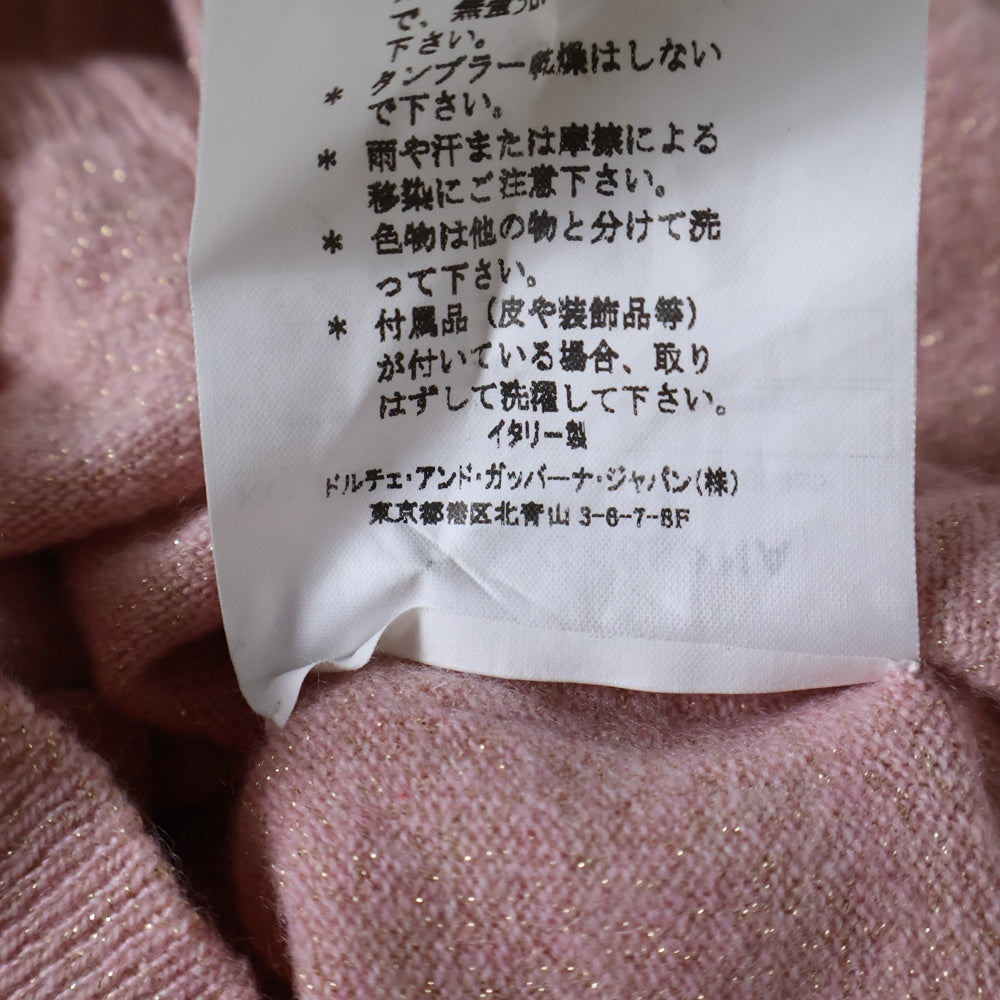 で、無
下さい。
* タンブラー乾燥はしない
で下さい。
* 雨や汗または摩擦による
移染にご注意下さい。
* 色物は他の物と分けて洗
って下さい。
* 付属品（皮や装飾品等）
が付いている場合、取り
はずして洗濯して下さい。
イタリー製
ドルチェ・アンド・ガッバーナ・ジャパン(株)
東京都港区北青山 3-6-7-8F